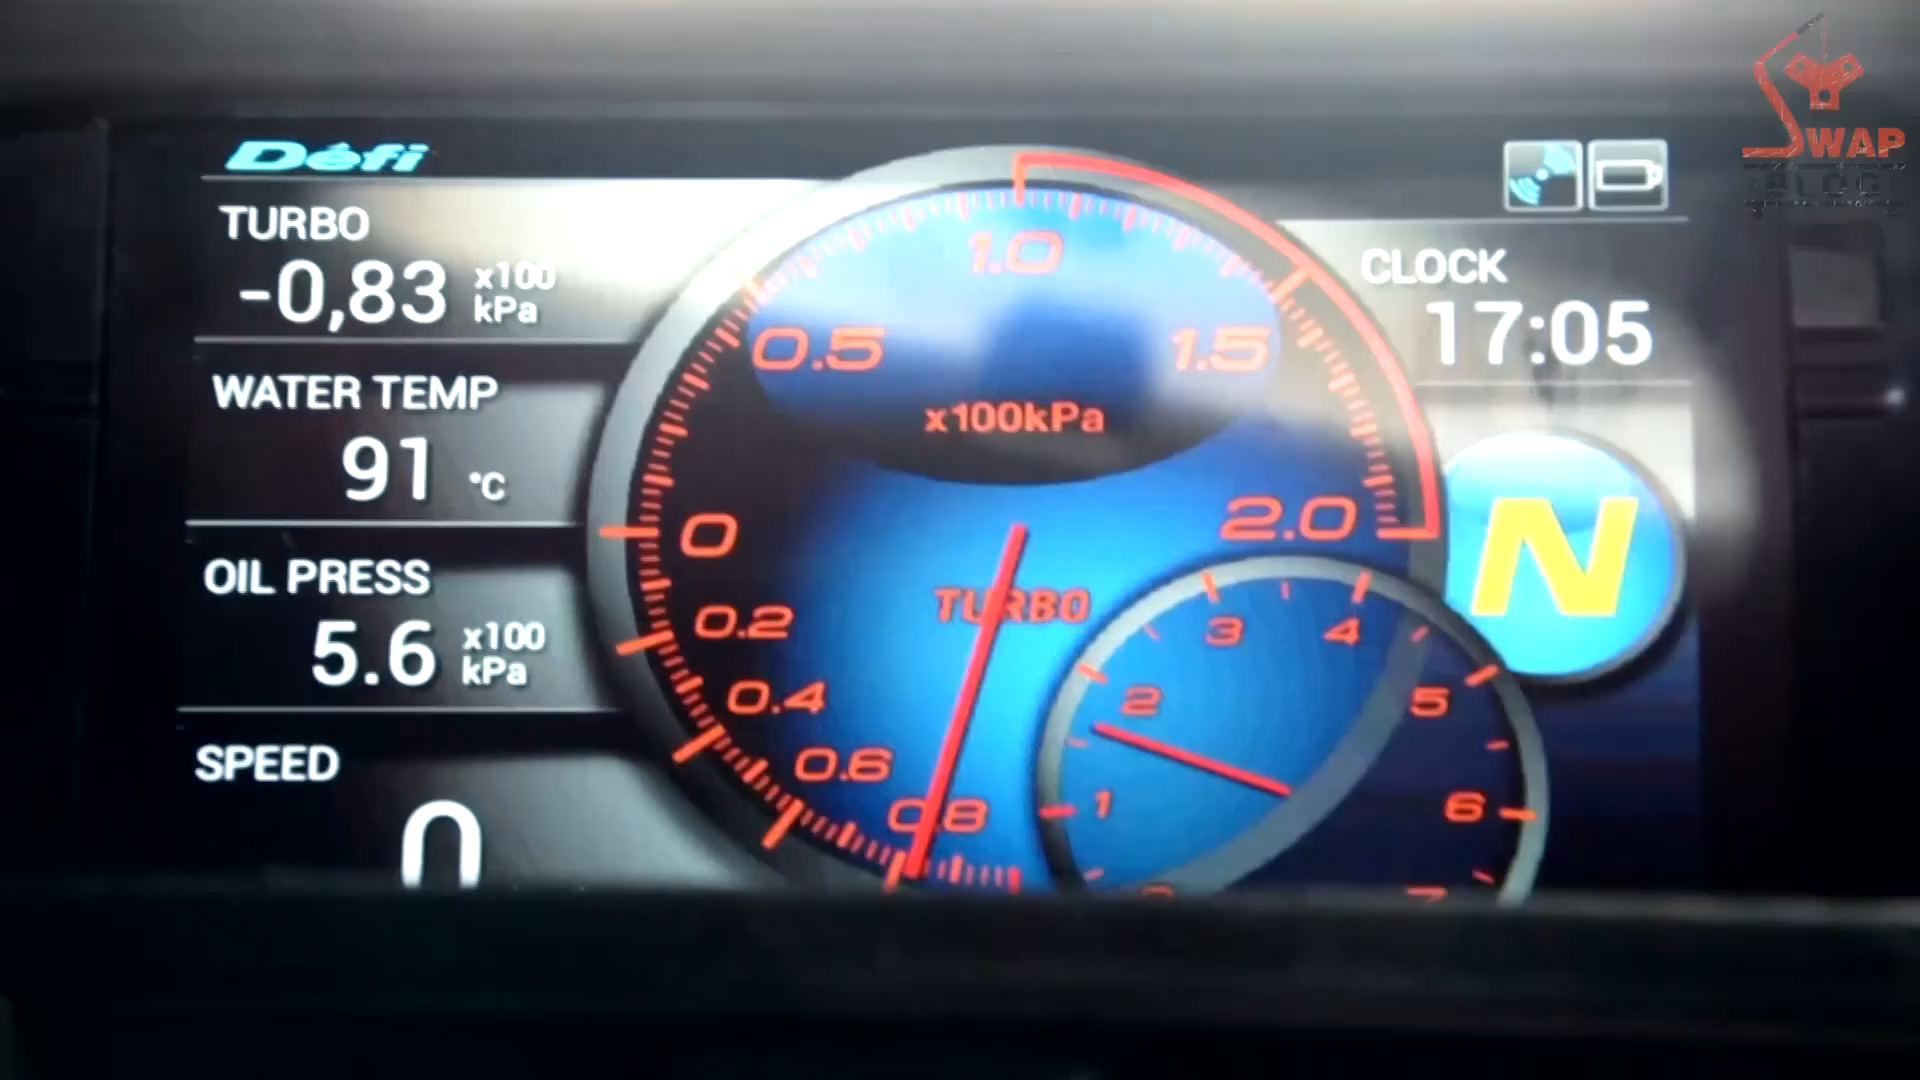 Défi
TURBO
-0,83 x100 kPa
WATER TEMP
91 °C
OIL PRESS
5.6 x100 kPa
SPEED
0
1.0
0.5
1.5
x100kPa
0
2.0
0.2
TURBO
0.4
0.6
0.8
1
2
3
4
5
6
7
CLOCK
17:05
N
SWAP
BLOG